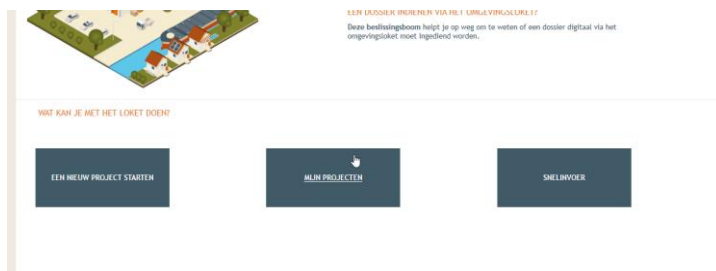 EEN DOSSIER INDIENEN VIA HET OMGEVINGSLOKET?
Deze beslissingsboom helpt je op weg om te weten of een dossier digitaal via het
omgevingsloket moet ingediend worden.
WAT KAN JE MET HET LOKET DOEN?
EEN NIEUW PROJECT STARTEN
MIJN PROJECTEN
SNELINVOER